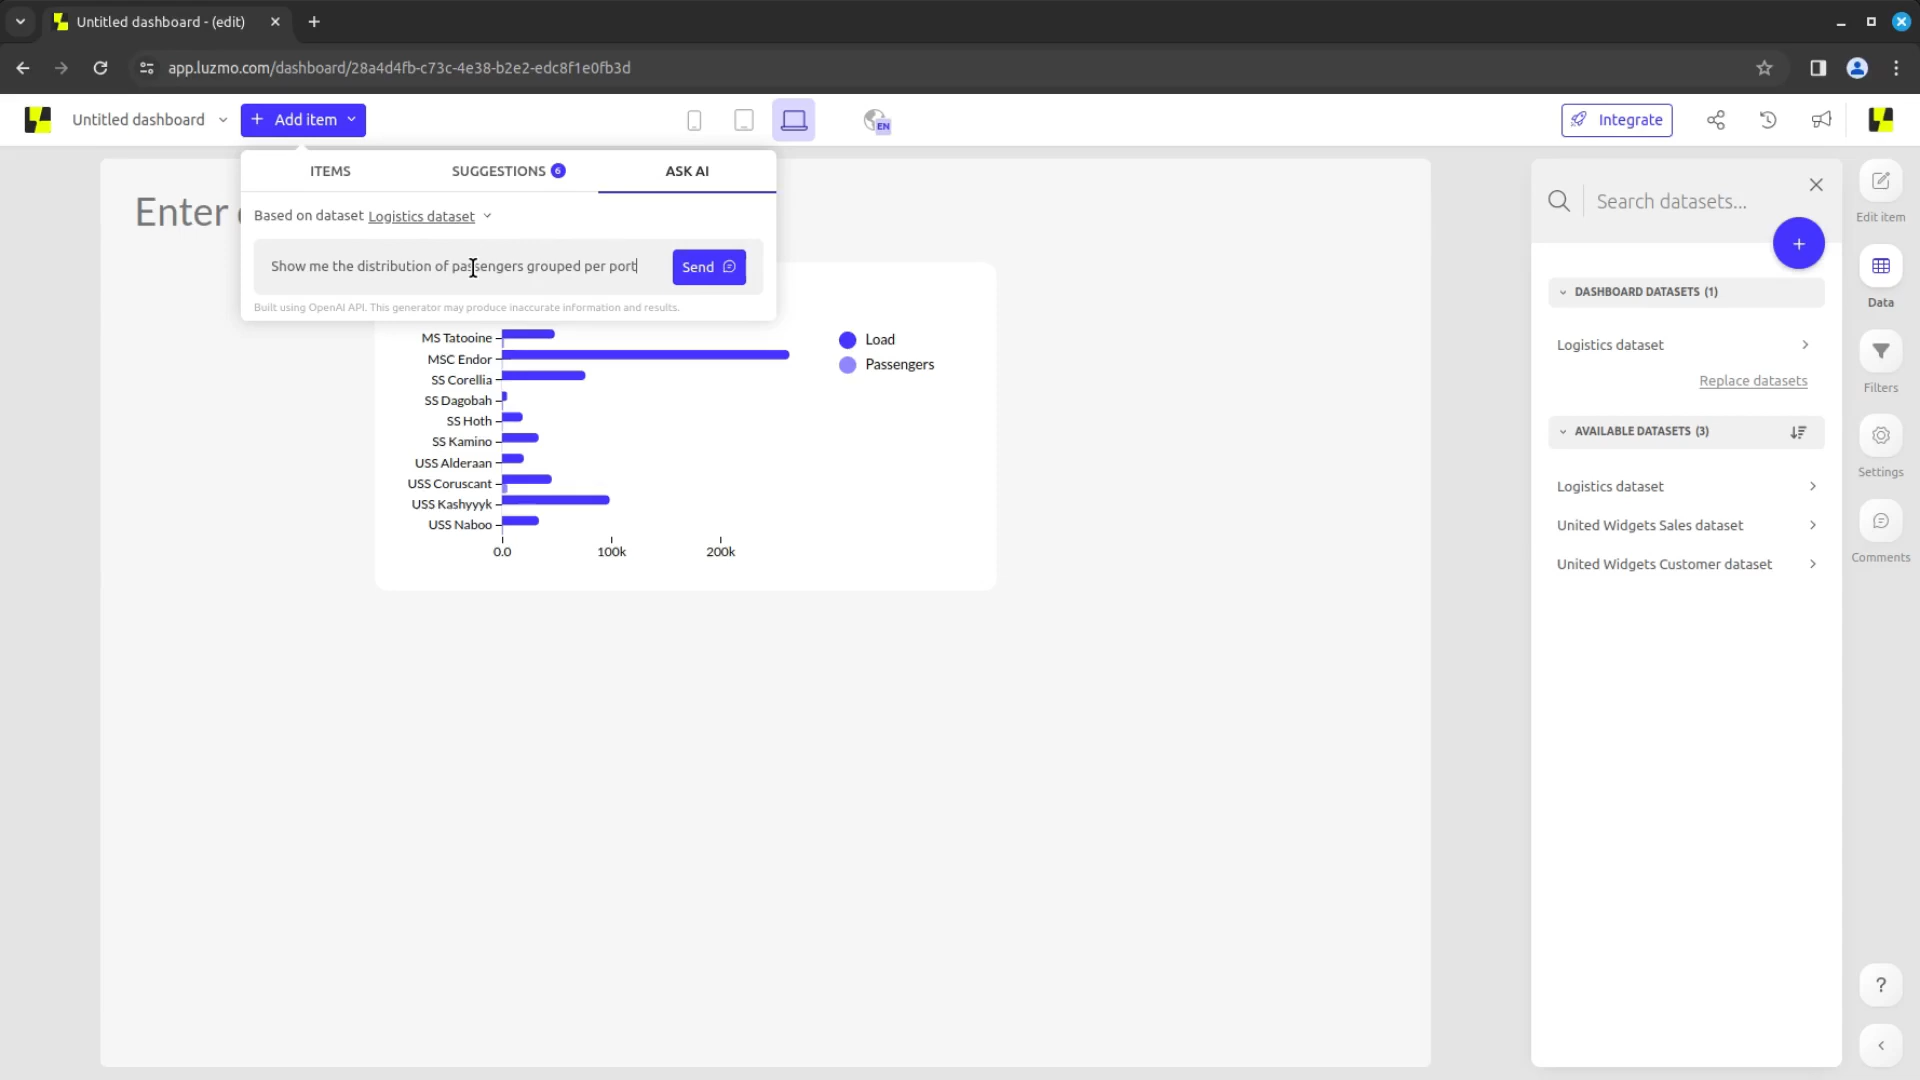 Untitled dashboard - (edit)
app.luzmo.com/dashboard/28a4d4fb-c73c-4e38-b2e2-edc8f1e0fb3d
Untitled dashboard
Add item
EN
Integrate
ITEMS
SUGGESTIONS 6
ASK AI
Enter
Based on dataset Logistics dataset
Show me the distribution of passengers grouped per port
Send
Built using OpenAI API. This generator may produce inaccurate information and results.
MS Tatooine
MSC Endor
SS Corellia
SS Dagobah
SS Hoth
SS Kamino
USS Alderaan
USS Coruscant
USS Kashyyyk
USS Naboo
0.0
100k
200k
Load
Passengers
Search datasets...
DASHBOARD DATASETS (1)
Logistics dataset
Replace datasets
AVAILABLE DATASETS (3)
Logistics dataset
United Widgets Sales dataset
United Widgets Customer dataset
Edit item
Data
Filters
Settings
Comments
?